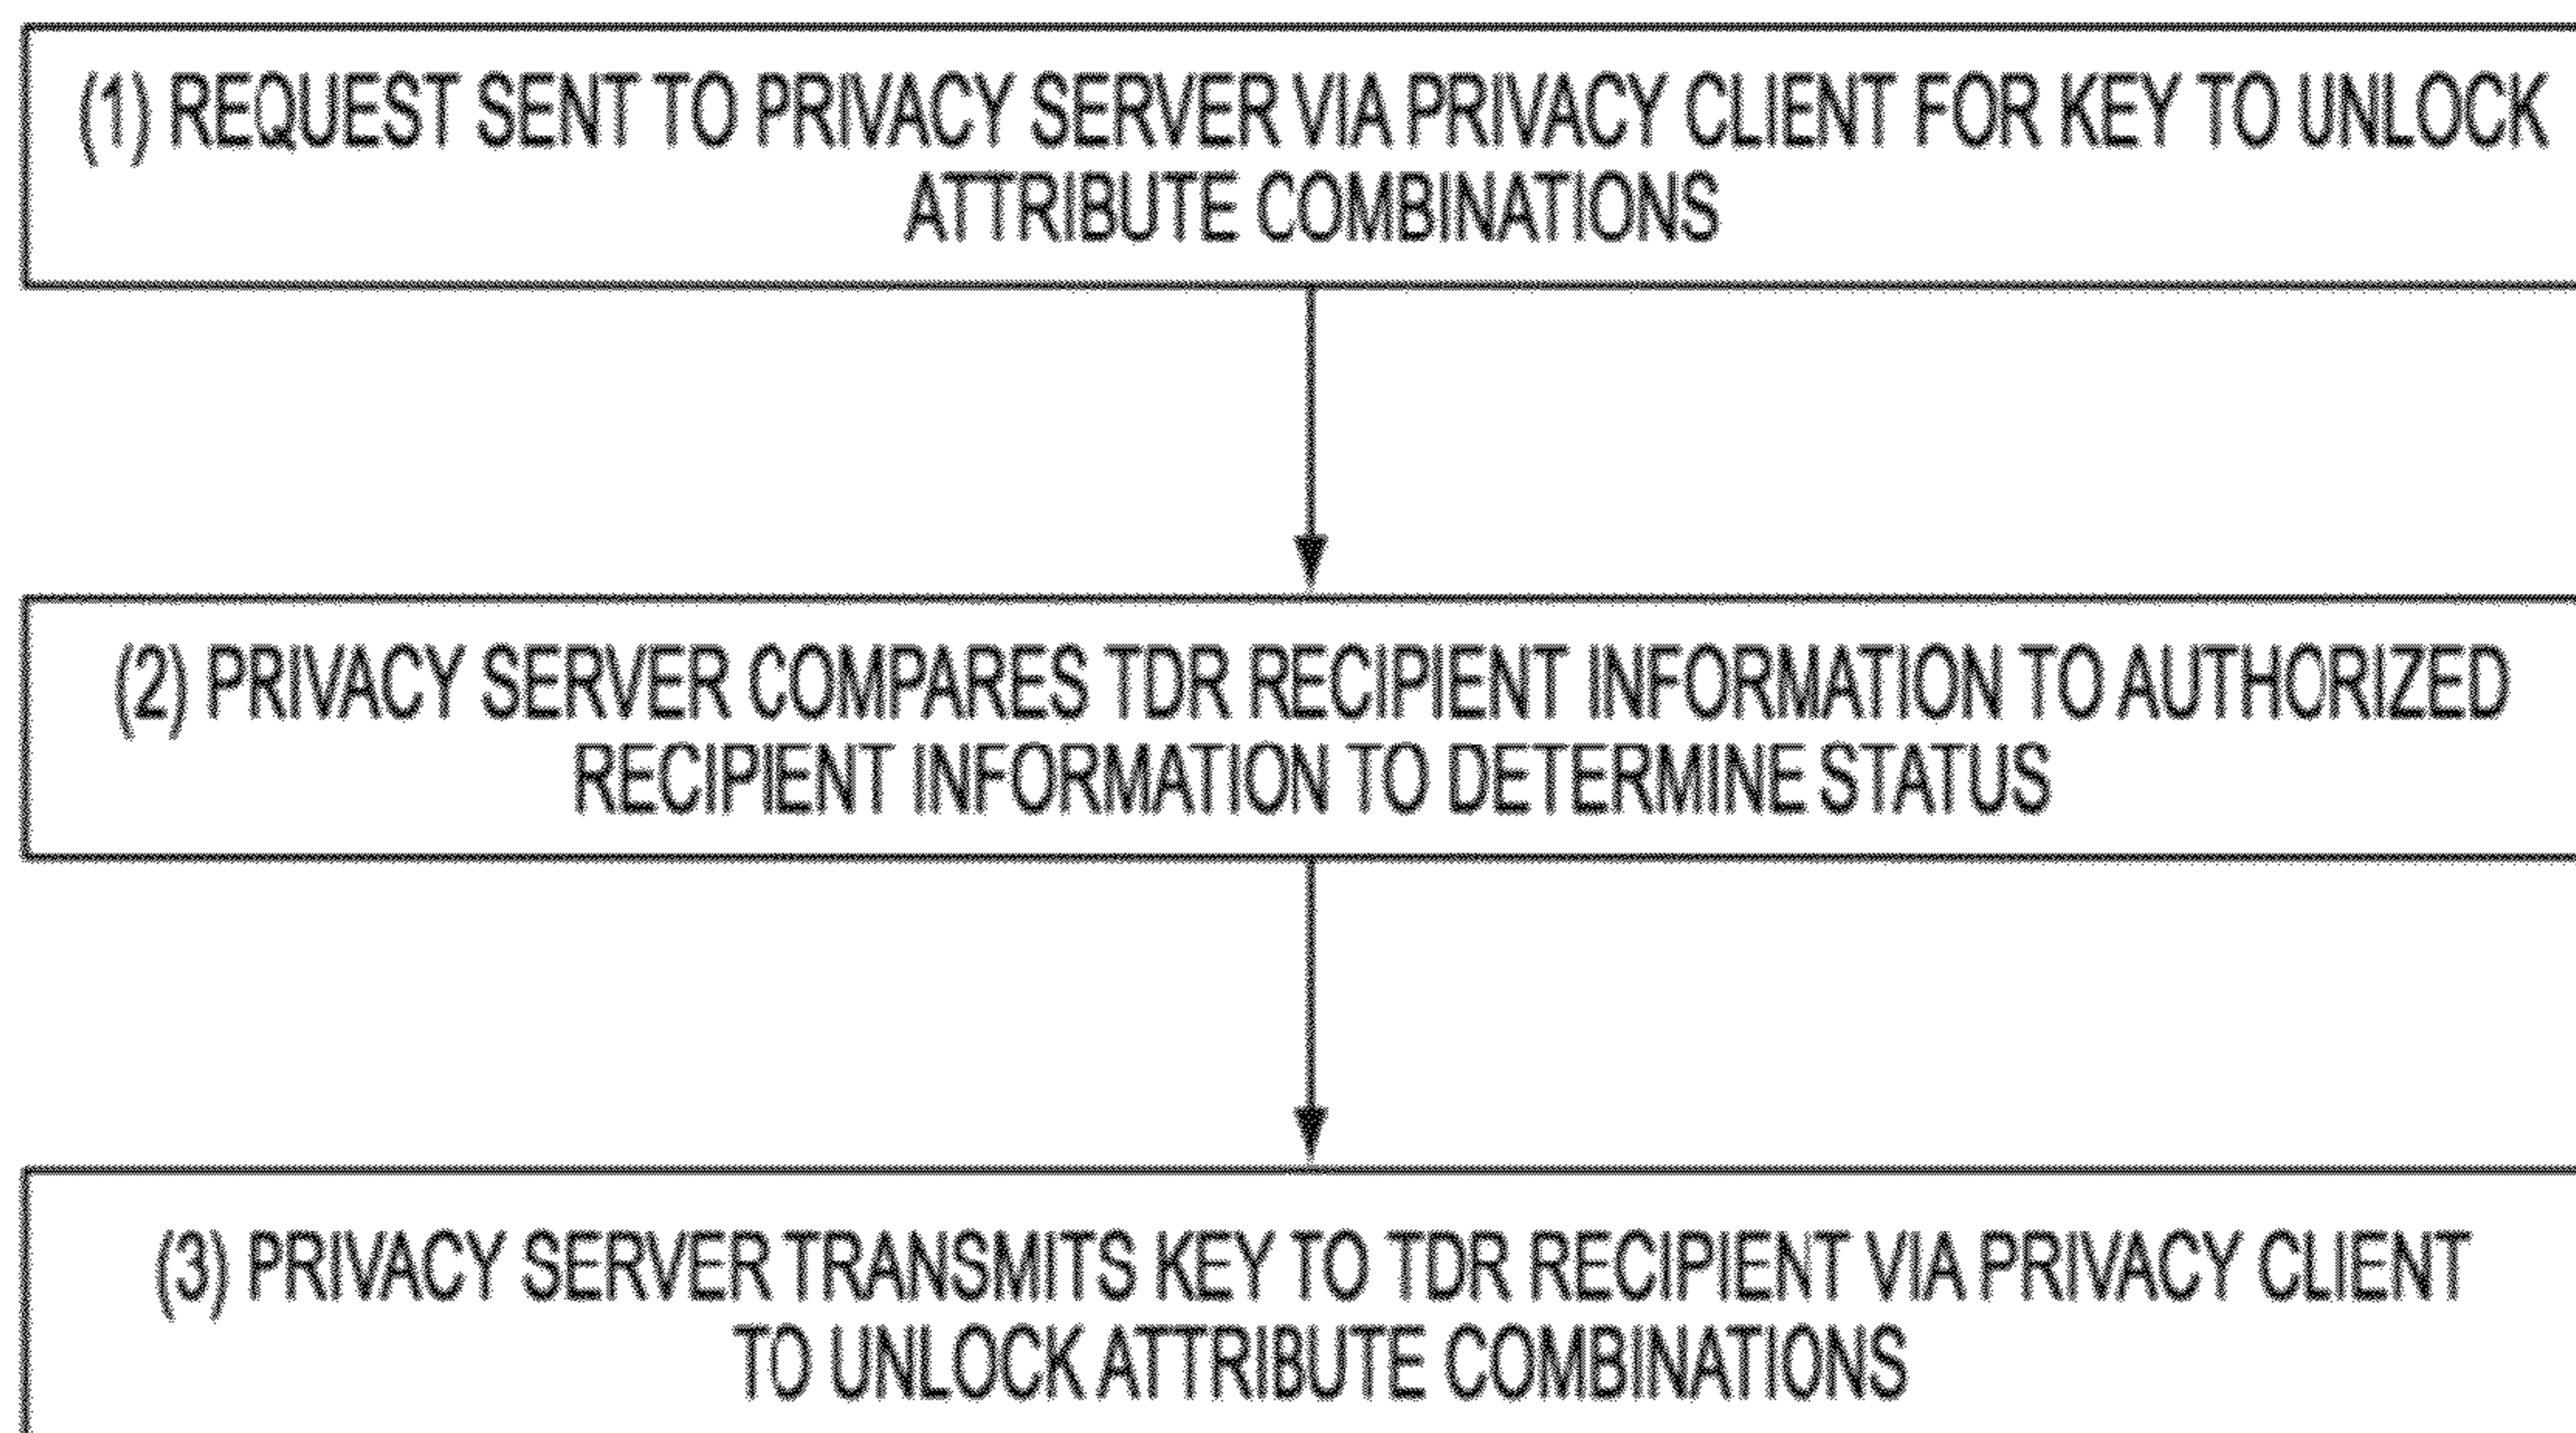 (1) REQUEST SENT TO PRIVACY SERVER VIA PRIVACY CLIENT FOR KEY TO UNLOCK
ATTRIBUTE COMBINATIONS
(2) PRIVACY SERVER COMPARES TDR RECIPIENT INFORMATION TO AUTHORIZED
RECIPIENT INFORMATION TO DETERMINE STATUS
(3) PRIVACY SERVER TRANSMITS KEY TO TDR RECIPIENT VIA PRIVACY CLIENT
TO UNLOCK ATTRIBUTE COMBINATIONS